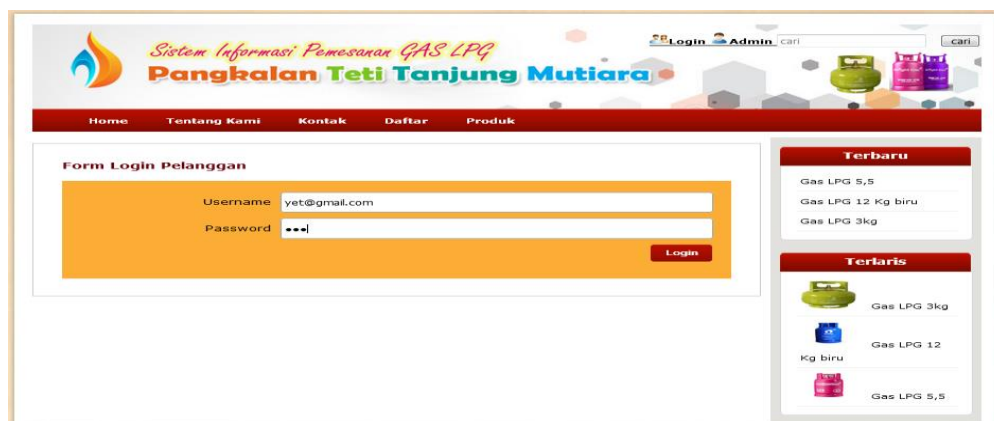 Sistem Informasi Pemesanan GAS LPG
Pangkalan Teti Tanjung Mutiara
Login Admin cari cari
Home Tentang Kami Kontak Daftar Produk
Form Login Pelanggan
Username yet@gmail.com
Password •••
Login
Terbaru
Gas LPG 5,5
Gas LPG 12 Kg biru
Gas LPG 3kg
Terlaris
Gas LPG 3kg
Gas LPG 12
Kg biru
Gas LPG 5,5